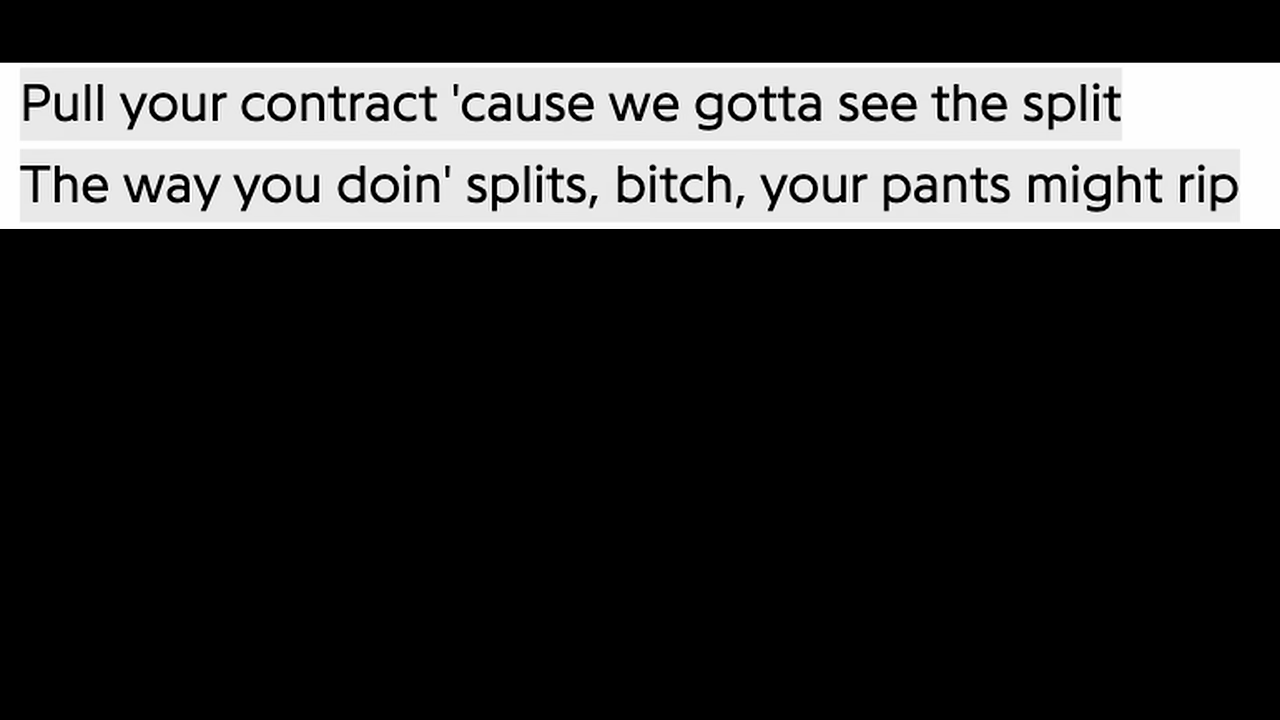 Pull your contract 'cause we gotta see the split
The way you doin' splits, bitch, your pants might rip